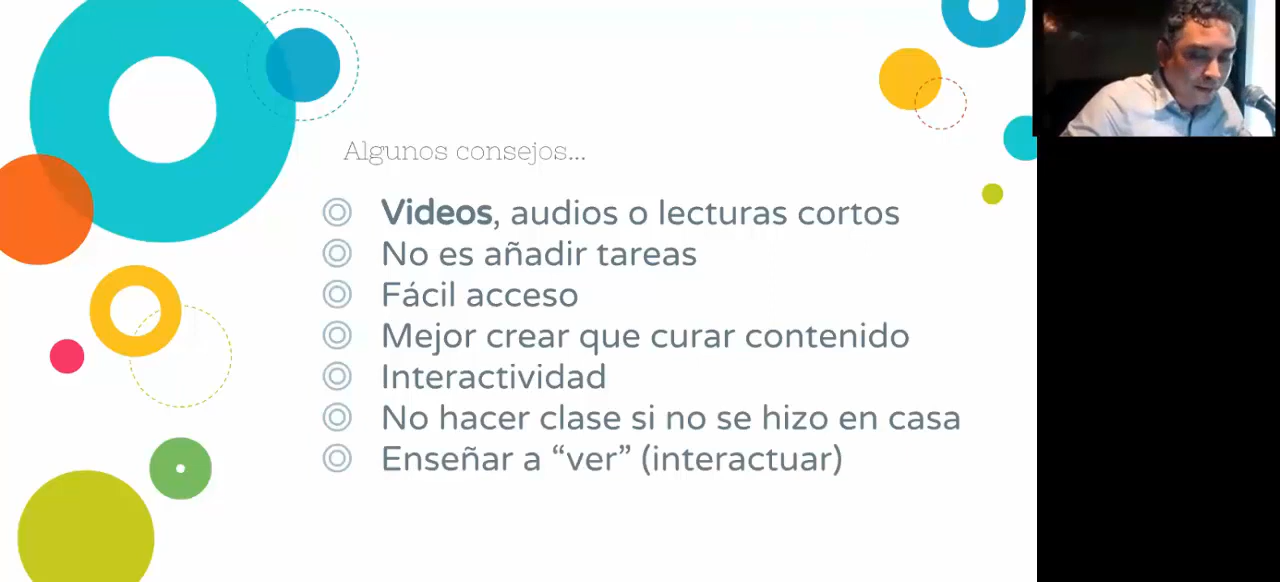 Algunos consejos...
Videos, audios o lecturas cortos
No es añadir tareas
Fácil acceso
Mejor crear que curar contenido
Interactividad
No hacer clase si no se hizo en casa
Enseñar a “ver” (interactuar)